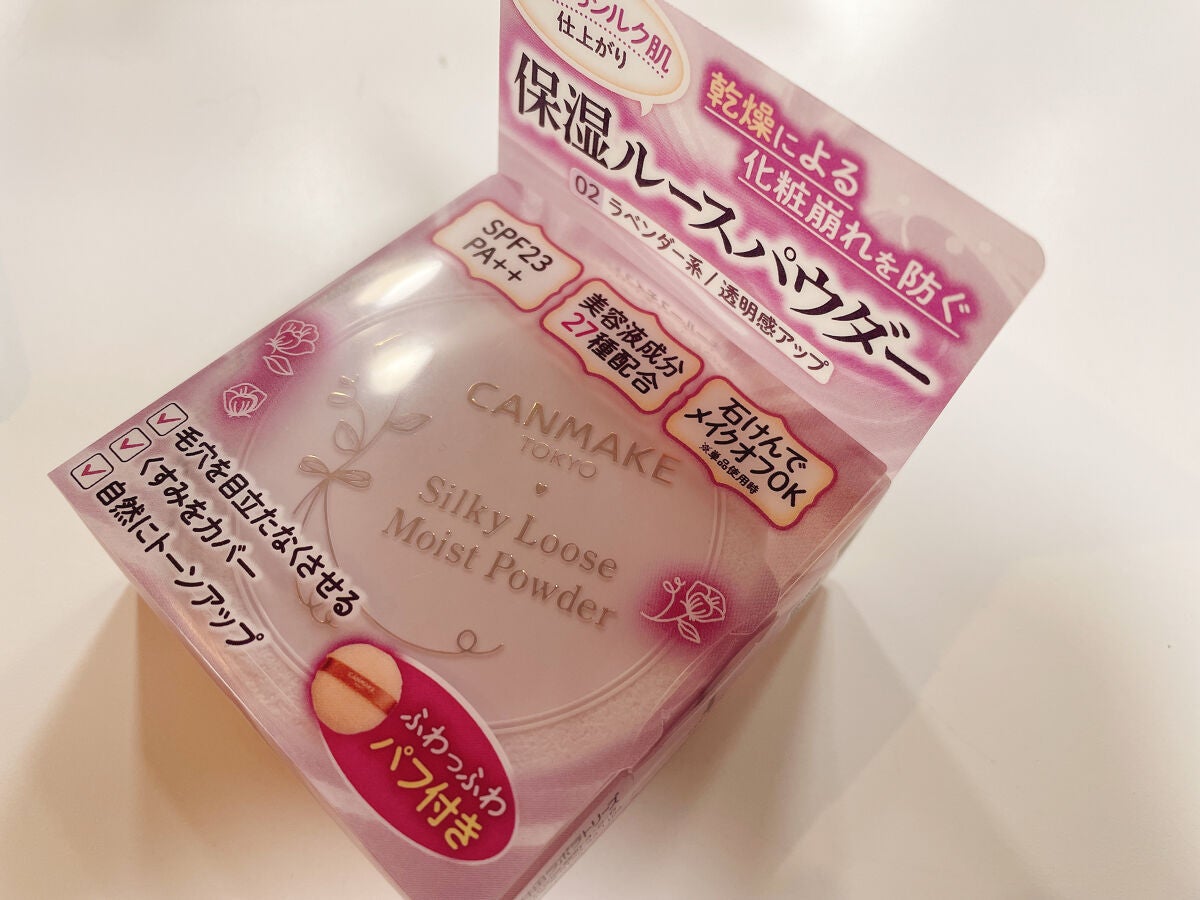 シルク肌
仕上がり
乾燥による
化粧崩れを防ぐ
保湿ルースパウダー
02 ラベンダー系 / 透明感アップ
SPF23
PA++
美容液成分
27種配合
石けんで
メイクオフOK
※単品使用時
CANMAKE
TOKYO
Silky Loose
Moist Powder
毛穴を目立たなくさせる
くすみをカバー
自然にトーンアップ
CANMAKE
ふわっふわ
パフ付き